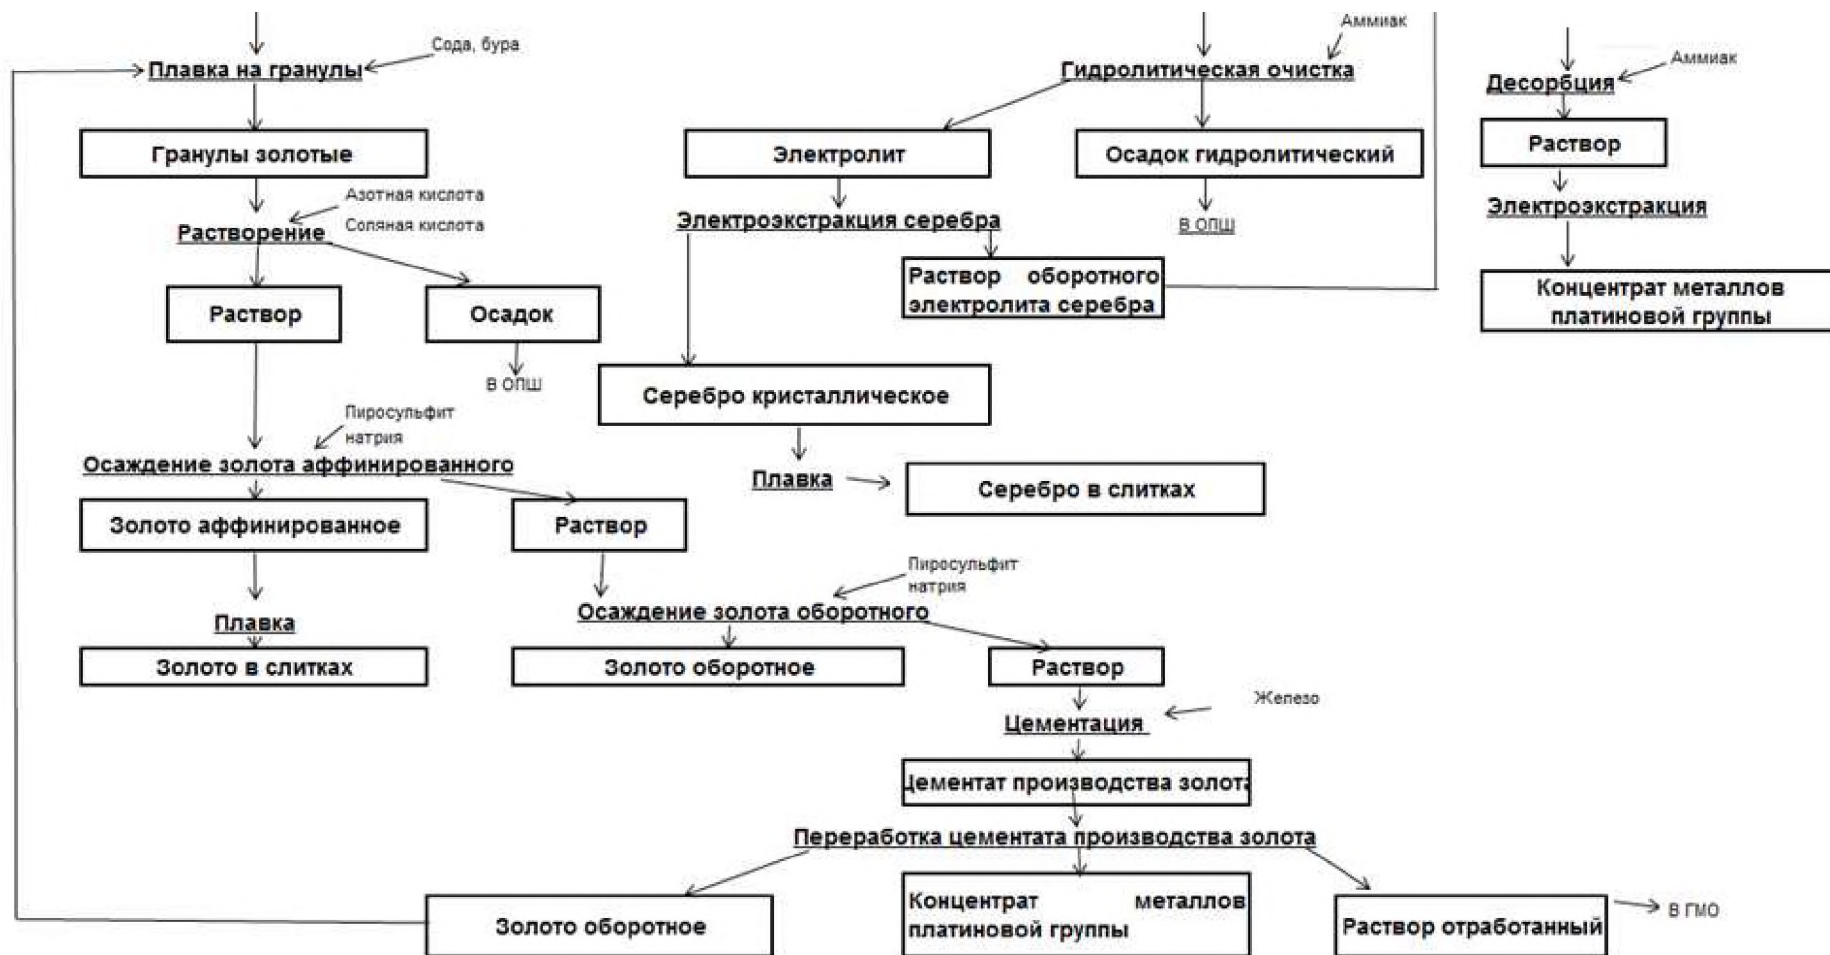 Сода, бура
Плавка на гранулы
Гранулы золотые
Азотная кислота
Соляная кислота
Растворение
Раствор
Осадок
В ОПШ
Пиросульфит
натрия
Осаждение золота аффинированного
Золото аффинированное
Раствор
Плавка
Золото в слитках
Пиросульфит
натрия
Осаждение золота оборотного
Золото оборотное
Раствор
Железо
Цементация
Цементат производства золота
Переработка цементата производства золота
Золото оборотное
Концентрат металлов
платиновой группы
Раствор отработанный
В ГМО
Аммиак
Гидролитическая очистка
Электролит
Осадок гидролитический
В ОПШ
Электроэкстракция серебра
Раствор оборотного
электролита серебра
Серебро кристаллическое
Плавка
Серебро в слитках
Аммиак
Десорбция
Раствор
Электроэкстракция
Концентрат металлов
платиновой группы